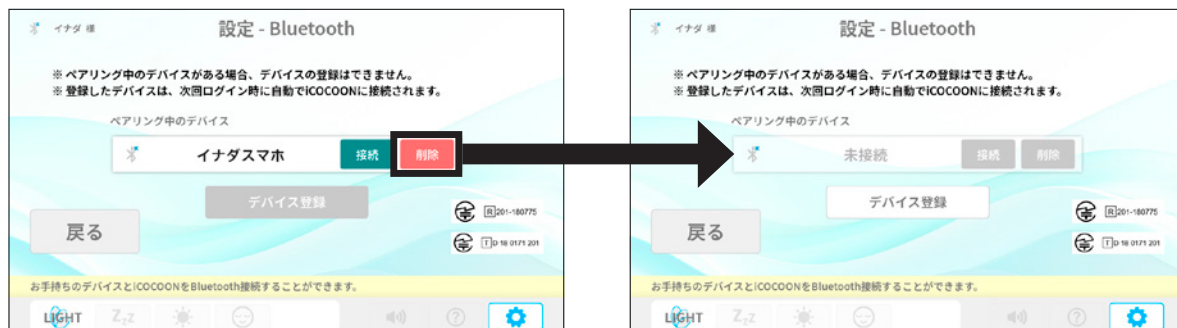 イナダ 様
設定 - Bluetooth
※ ペアリング中のデバイスがある場合、デバイスの登録はできません。
※ 登録したデバイスは、次回ログイン時に自動でiCOCOONに接続されます。
ペアリング中のデバイス
イナダスマホ
接続
削除
デバイス登録
R 201-180775
T D 18 0171 201
戻る
お手持ちのデバイスとiCOCOONをBluetooth接続することができます。
LIGHT
ZzZ
?
イナダ 様
設定 - Bluetooth
※ ペアリング中のデバイスがある場合、デバイスの登録はできません。
※ 登録したデバイスは、次回ログイン時に自動でiCOCOONに接続されます。
ペアリング中のデバイス
未接続
接続
削除
デバイス登録
R 201-180775
T D 18 0171 201
戻る
お手持ちのデバイスとiCOCOONをBluetooth接続することができます。
LIGHT
ZzZ
?